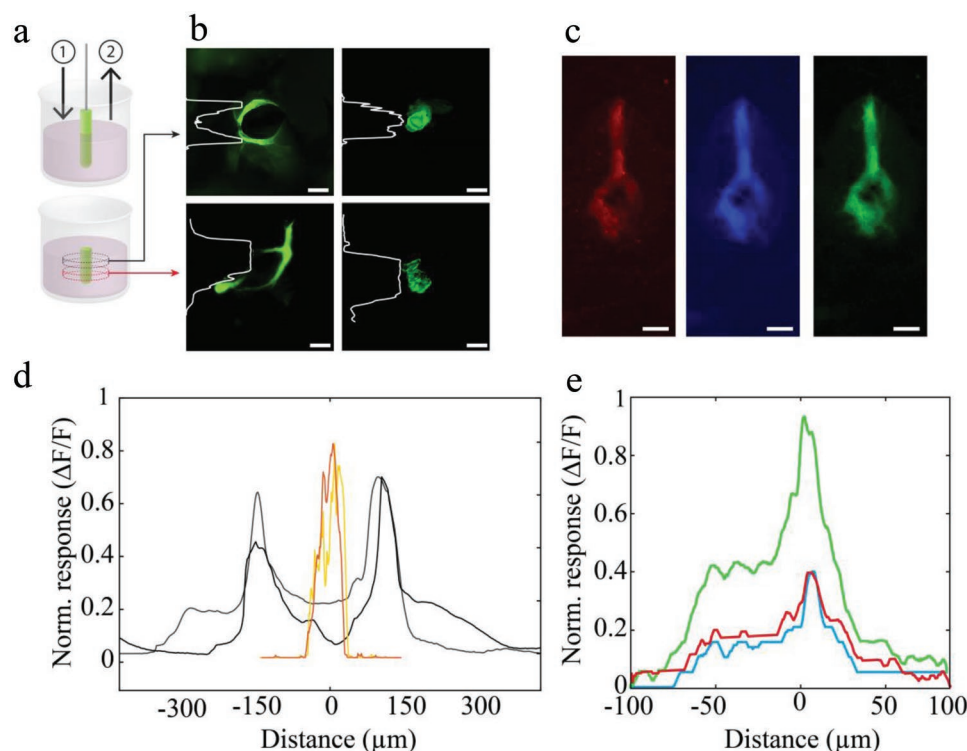 a
1
2
b
c
d
Norm. response (ΔF/F)
1
0.8
0.6
0.4
0.2
0
-300
-150
0
150
300
Distance (µm)
e
Norm. response (ΔF/F)
1
0.8
0.6
0.4
0.2
0
-100
-50
0
50
100
Distance (µm)